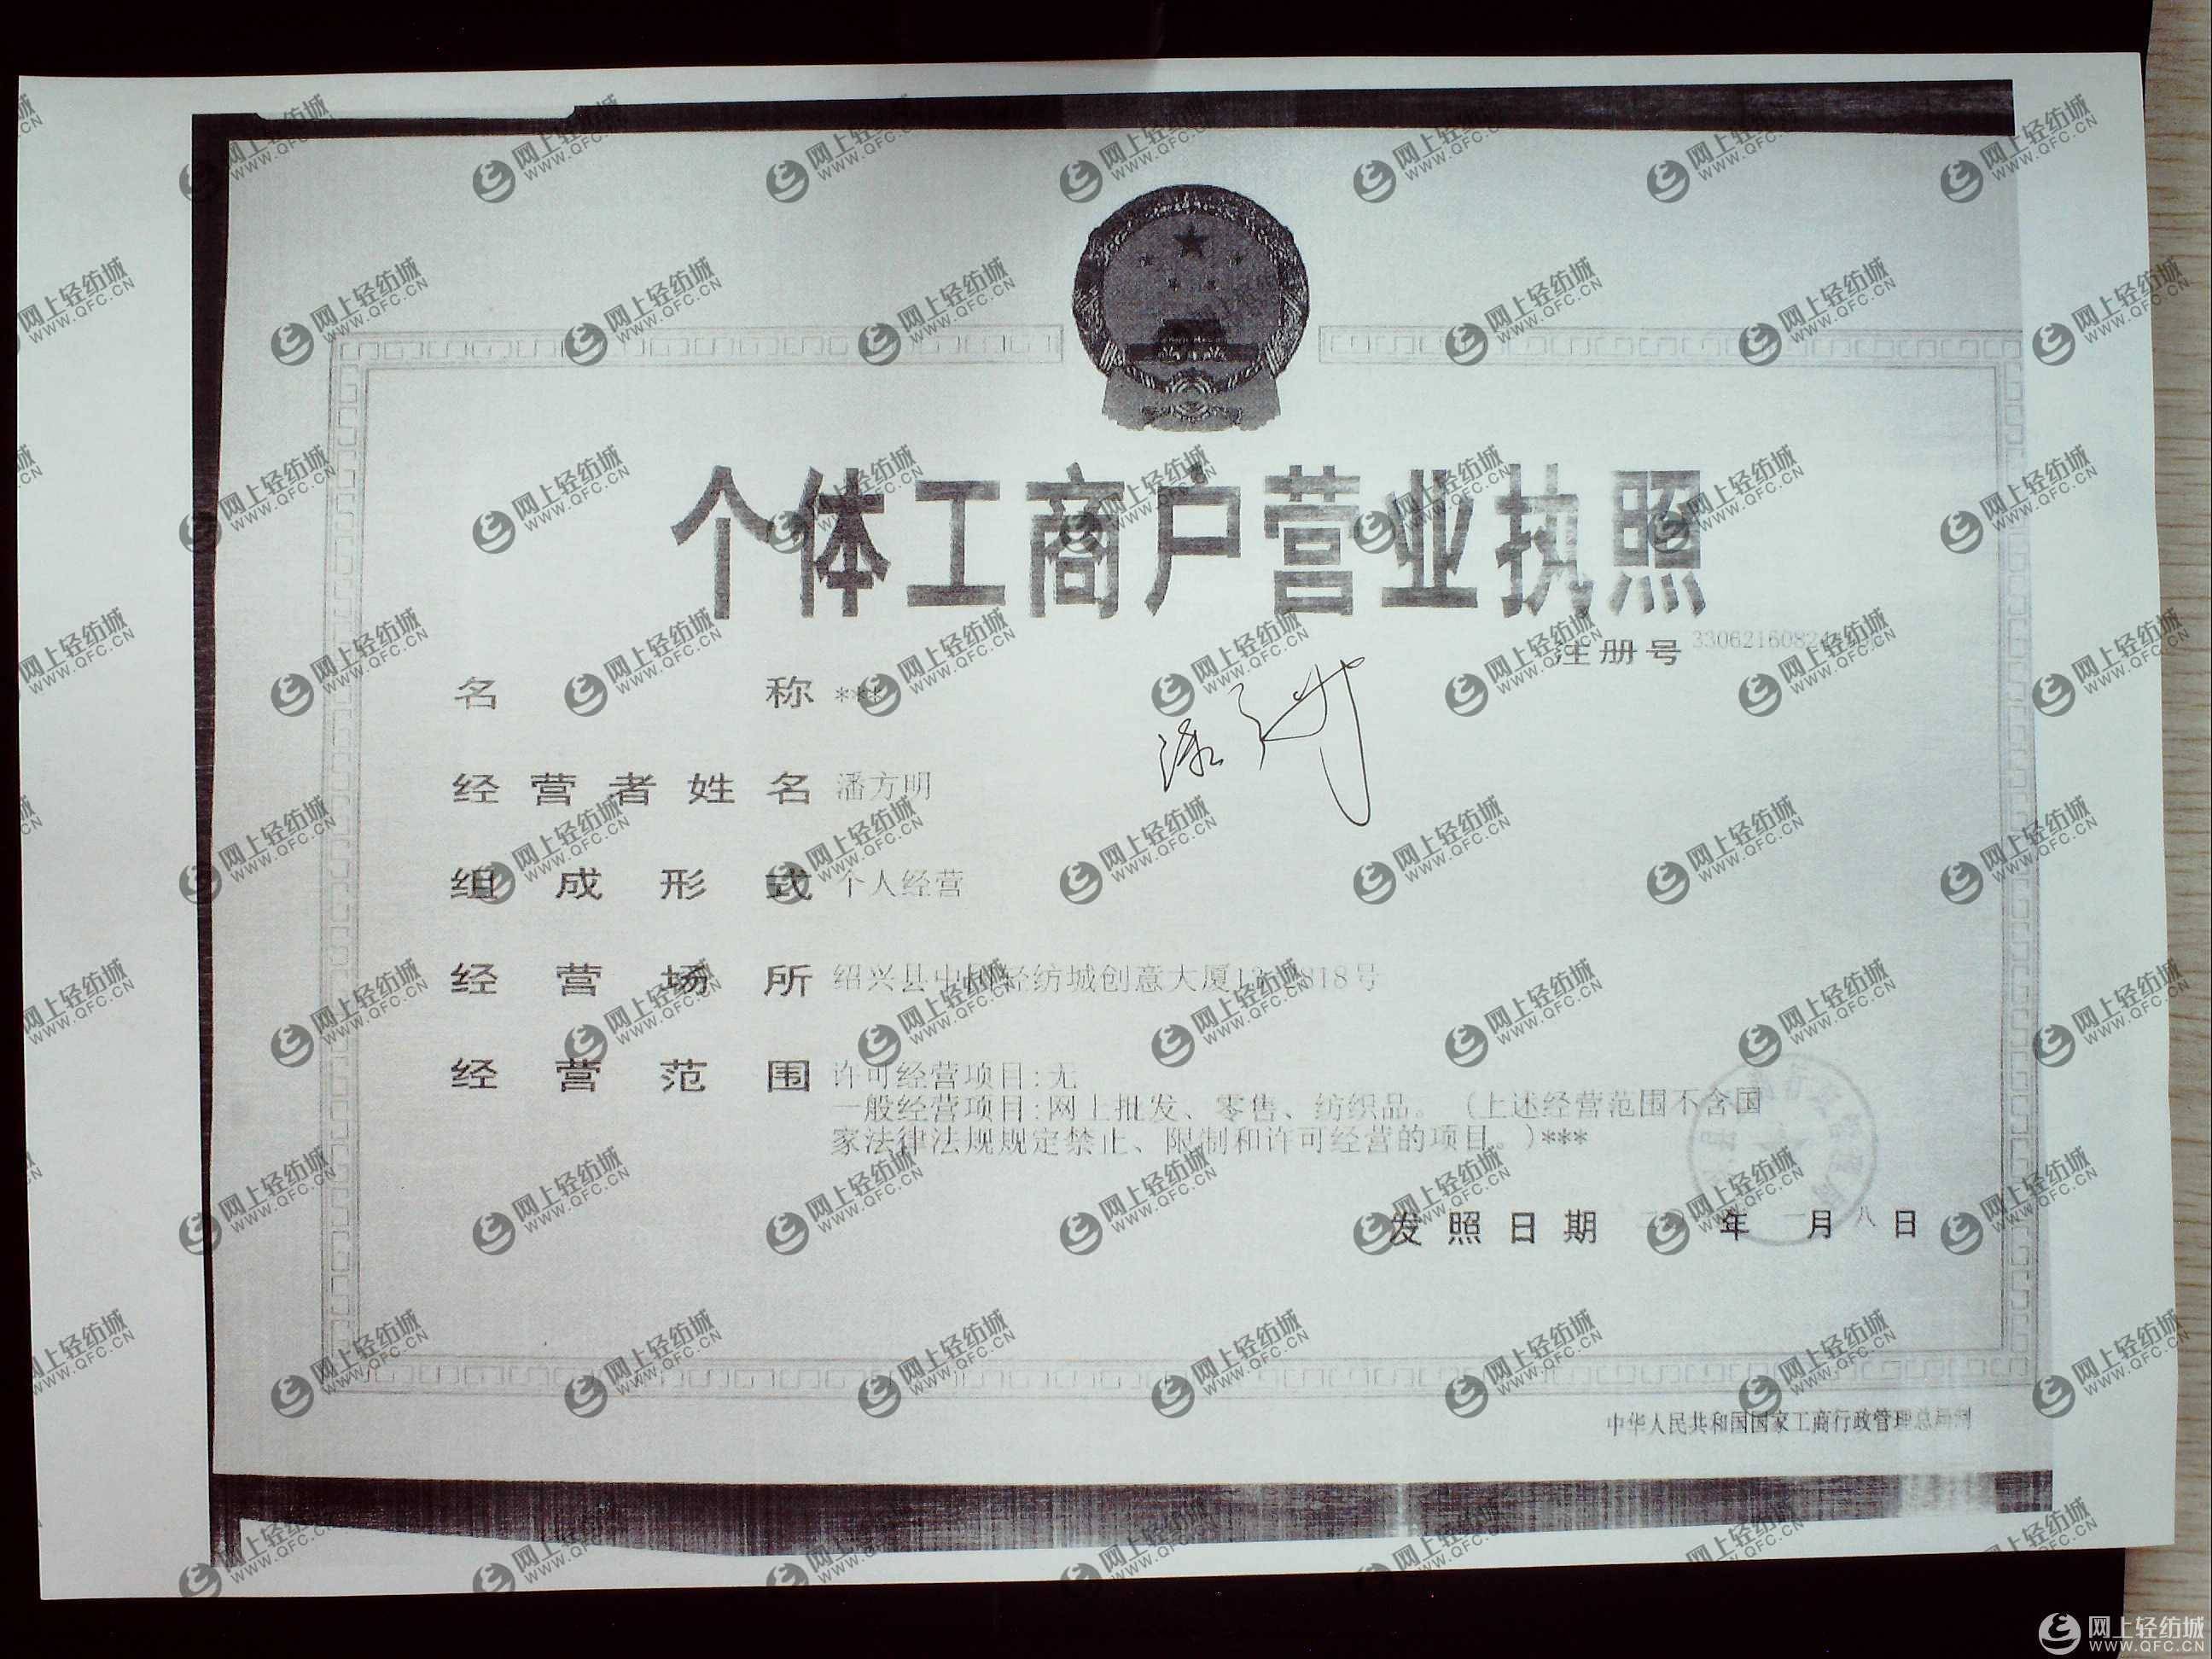 个体工商户营业执照
注册号
名称 ***
经营者姓名 潘方明
组成形式 个人经营
经营场所 绍兴县中国轻纺城创意大厦818号
经营范围 许可经营项目:无
一般经营项目:网上批发、零售、纺织品。(上述经营范围不含国
家法律法规规定禁止、限制和许可经营的项目。)***
发照日期 年一月八日
中华人民共和国国家工商行政管理总局制
网上轻纺城
WWW.QFC.CN